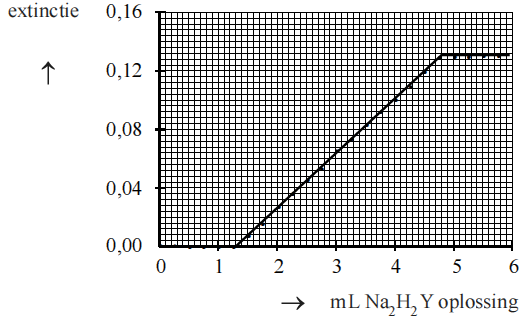 extinctie 0,16
0,12
↑
0,08
0,04
0,00
0 1 2 3 4 5 6
→ mL Na₂H₂Y oplossing